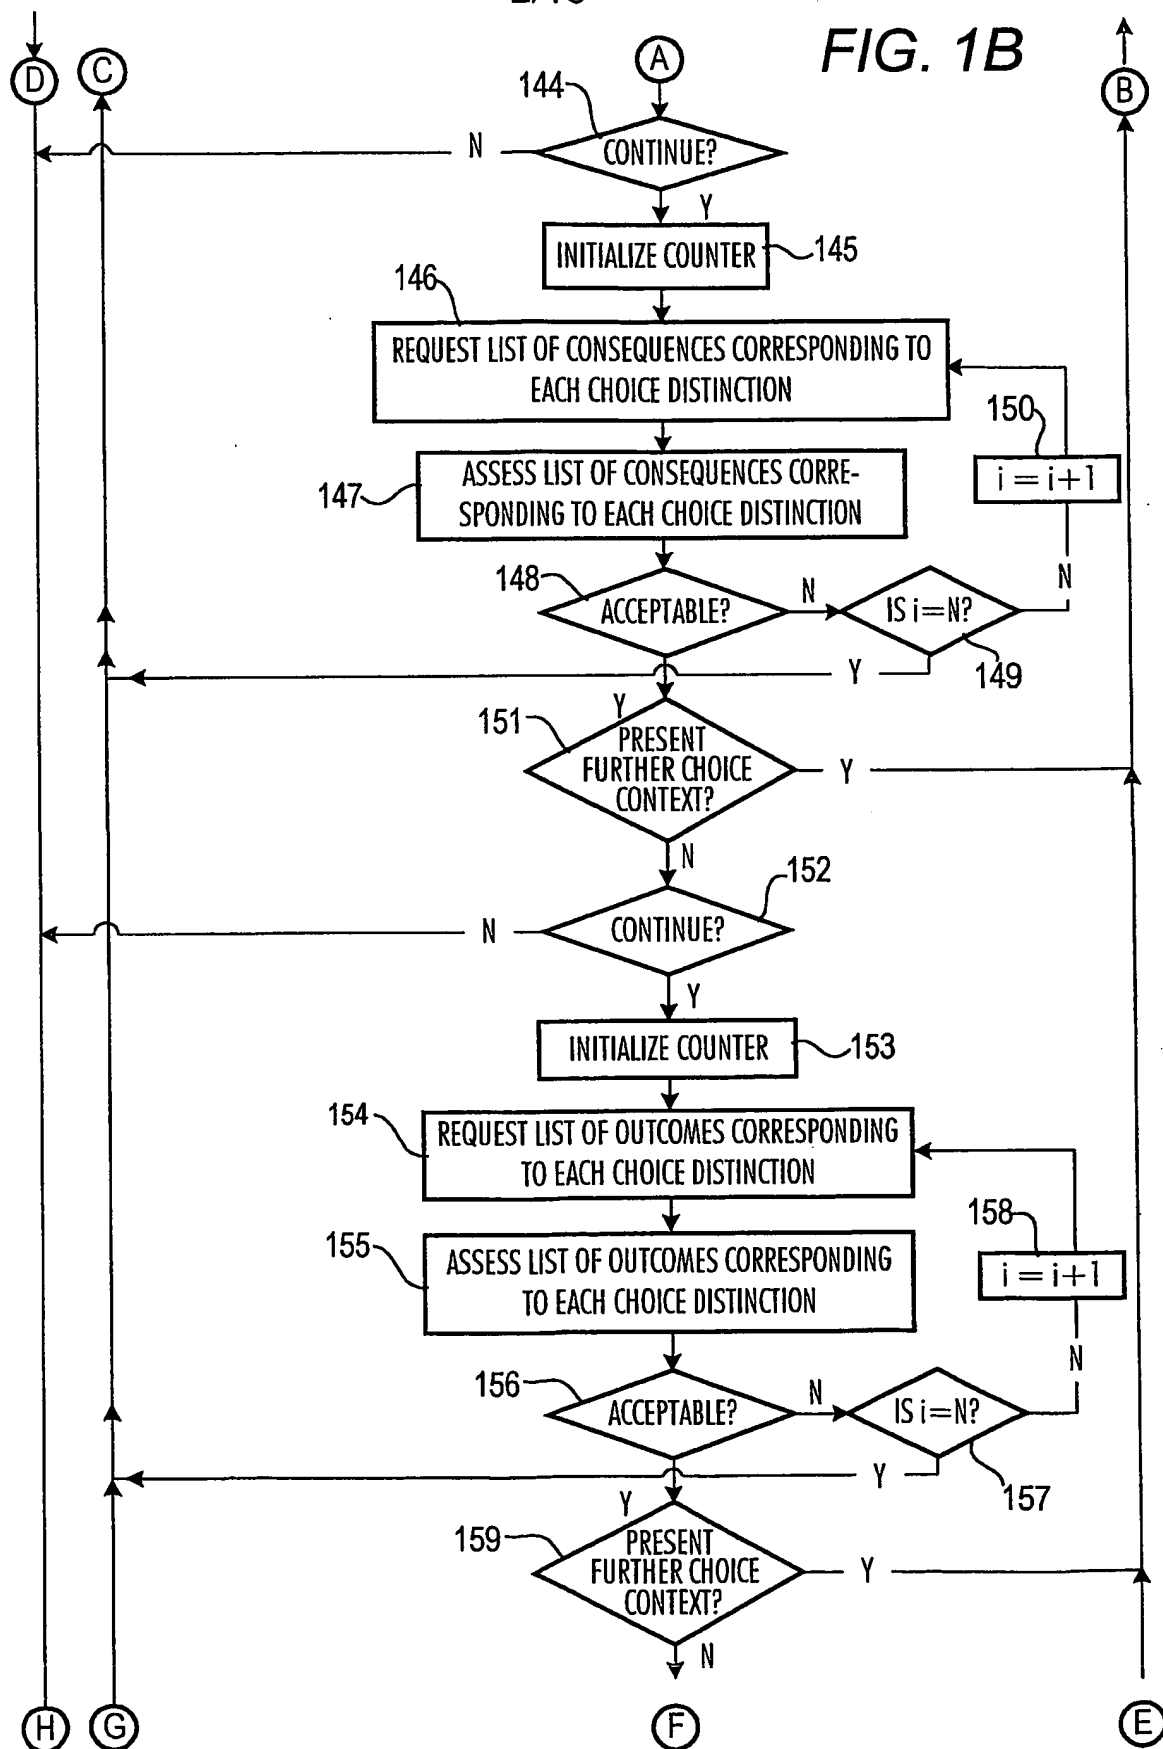 FIG. 1B
D
C
A
B
144
CONTINUE?
N
Y
INITIALIZE COUNTER
145
146
REQUEST LIST OF CONSEQUENCES CORRESPONDING TO
EACH CHOICE DISTINCTION
150
i = i+1
147
ASSESS LIST OF CONSEQUENCES CORRE-
SPONDING TO EACH CHOICE DISTINCTION
N
148
ACCEPTABLE?
N
IS i=N?
149
Y
Y
151
PRESENT
FURTHER CHOICE
CONTEXT?
Y
N
152
CONTINUE?
N
Y
INITIALIZE COUNTER
153
154
REQUEST LIST OF OUTCOMES CORRESPONDING
TO EACH CHOICE DISTINCTION
158
i = i+1
155
ASSESS LIST OF OUTCOMES CORRESPONDING
TO EACH CHOICE DISTINCTION
N
156
ACCEPTABLE?
N
IS i=N?
157
Y
Y
159
PRESENT
FURTHER CHOICE
CONTEXT?
Y
N
H
G
F
E